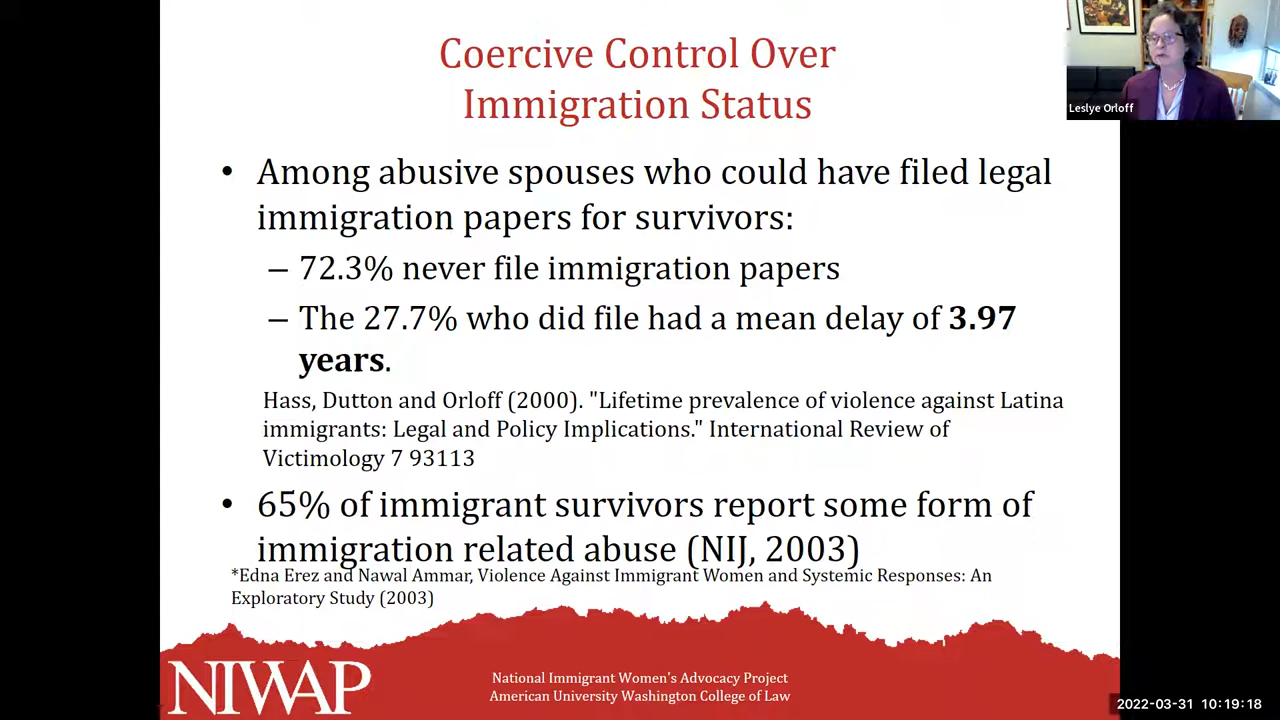 Coercive Control Over
Immigration Status
Leslye Orloff
• Among abusive spouses who could have filed legal
immigration papers for survivors:
– 72.3% never file immigration papers
– The 27.7% who did file had a mean delay of 3.97
years.
Hass, Dutton and Orloff (2000). "Lifetime prevalence of violence against Latina
immigrants: Legal and Policy Implications." International Review of
Victimology 7 93113
• 65% of immigrant survivors report some form of
immigration related abuse (NIJ, 2003)
*Edna Erez and Nawal Ammar, Violence Against Immigrant Women and Systemic Responses: An
Exploratory Study (2003)
NIWAP
National Immigrant Women's Advocacy Project
American University Washington College of Law
2022-03-31 10:19:18